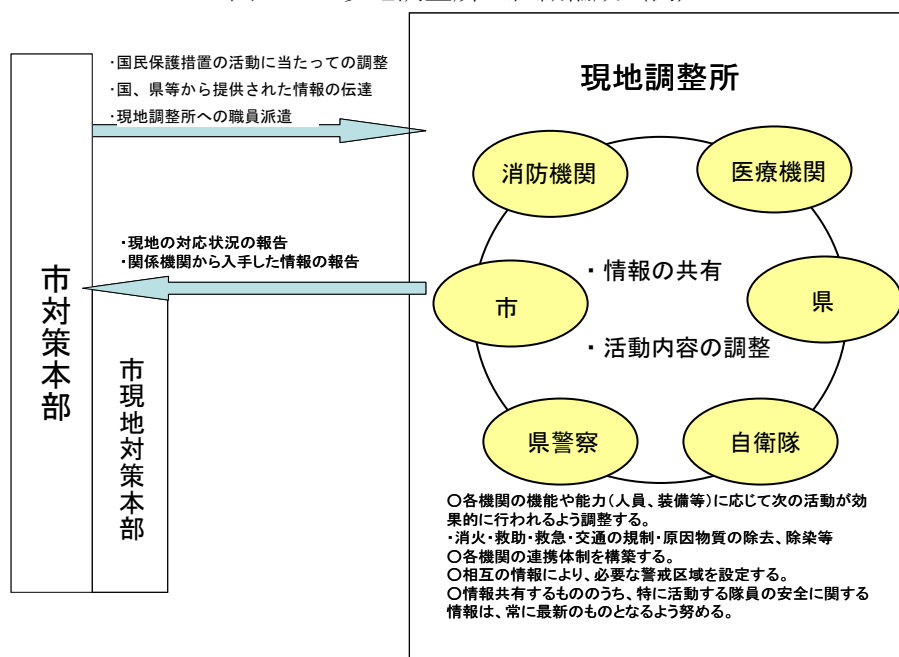 ・国民保護措置の活動に当たっての調整
・国、県等から提供された情報の伝達
・現地調整所への職員派遣
・現地の対応状況の報告
・関係機関から入手した情報の報告
市対策本部
市現地対策本部
現地調整所
消防機関
医療機関
市
・情報の共有
県
・活動内容の調整
県警察
自衛隊
〇各機関の機能や能力(人員、装備等)に応じて次の活動が効
果的に行われるよう調整する。
・消火・救助・救急・交通の規制・原因物質の除去、除染等
〇各機関の連携体制を構築する。
〇相互の情報により、必要な警戒区域を設定する。
〇情報共有するもののうち、特に活動する隊員の安全に関する
情報は、常に最新のものとなるよう努める。